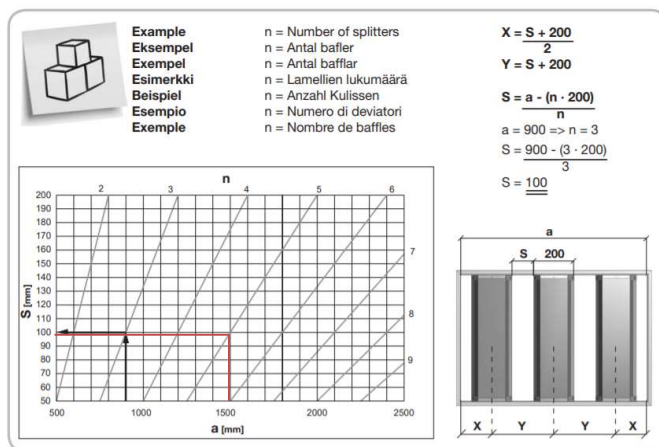 Example n = Number of splitters
Eksempel n = Antal bafler
Exempel n = Antal bafflar
Esimerkki n = Lamellien lukumäärä
Beispiel n = Anzahl Kulissen
Esempio n = Numero di deviatori
Exemple n = Nombre de baffles
X = S + 200
2
Y = S + 200
S = a - (n · 200)
n
a = 900 => n = 3
S = 900 - (3 · 200)
3
S = 100
n
2 3 4 5 6
7
8
9
200
190
180
170
160
150
140
130
120
110
100
90
80
70
60
50
S [mm]
500 1000 1500 2000 2500
a [mm]
a
S 200
X Y Y X